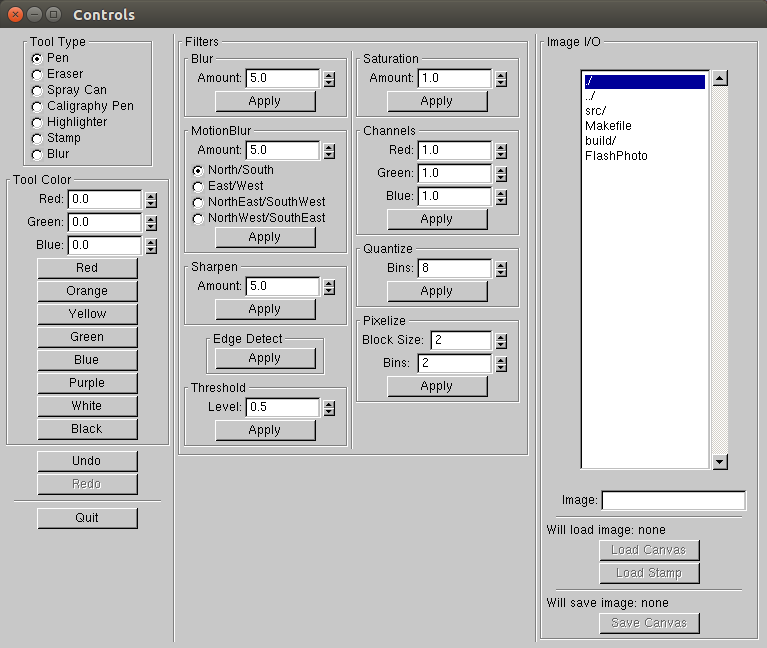 Controls
Tool Type
Pen
Eraser
Spray Can
Caligraphy Pen
Highlighter
Stamp
Blur
Tool Color
Red: 0.0
Green: 0.0
Blue: 0.0
Red
Orange
Yellow
Green
Blue
Purple
White
Black
Undo
Redo
Quit
Filters
Blur
Amount: 5.0
Apply
MotionBlur
Amount: 5.0
North/South
East/West
NorthEast/SouthWest
NorthWest/SouthEast
Apply
Sharpen
Amount: 5.0
Apply
Edge Detect
Apply
Threshold
Level: 0.5
Apply
Saturation
Amount: 1.0
Apply
Channels
Red: 1.0
Green: 1.0
Blue: 1.0
Apply
Quantize
Bins: 8
Apply
Pixelize
Block Size: 2
Bins: 2
Apply
Image I/O
./
../
src/
Makefile
build/
FlashPhoto
Image:
Will load image: none
Load Canvas
Load Stamp
Will save image: none
Save Canvas